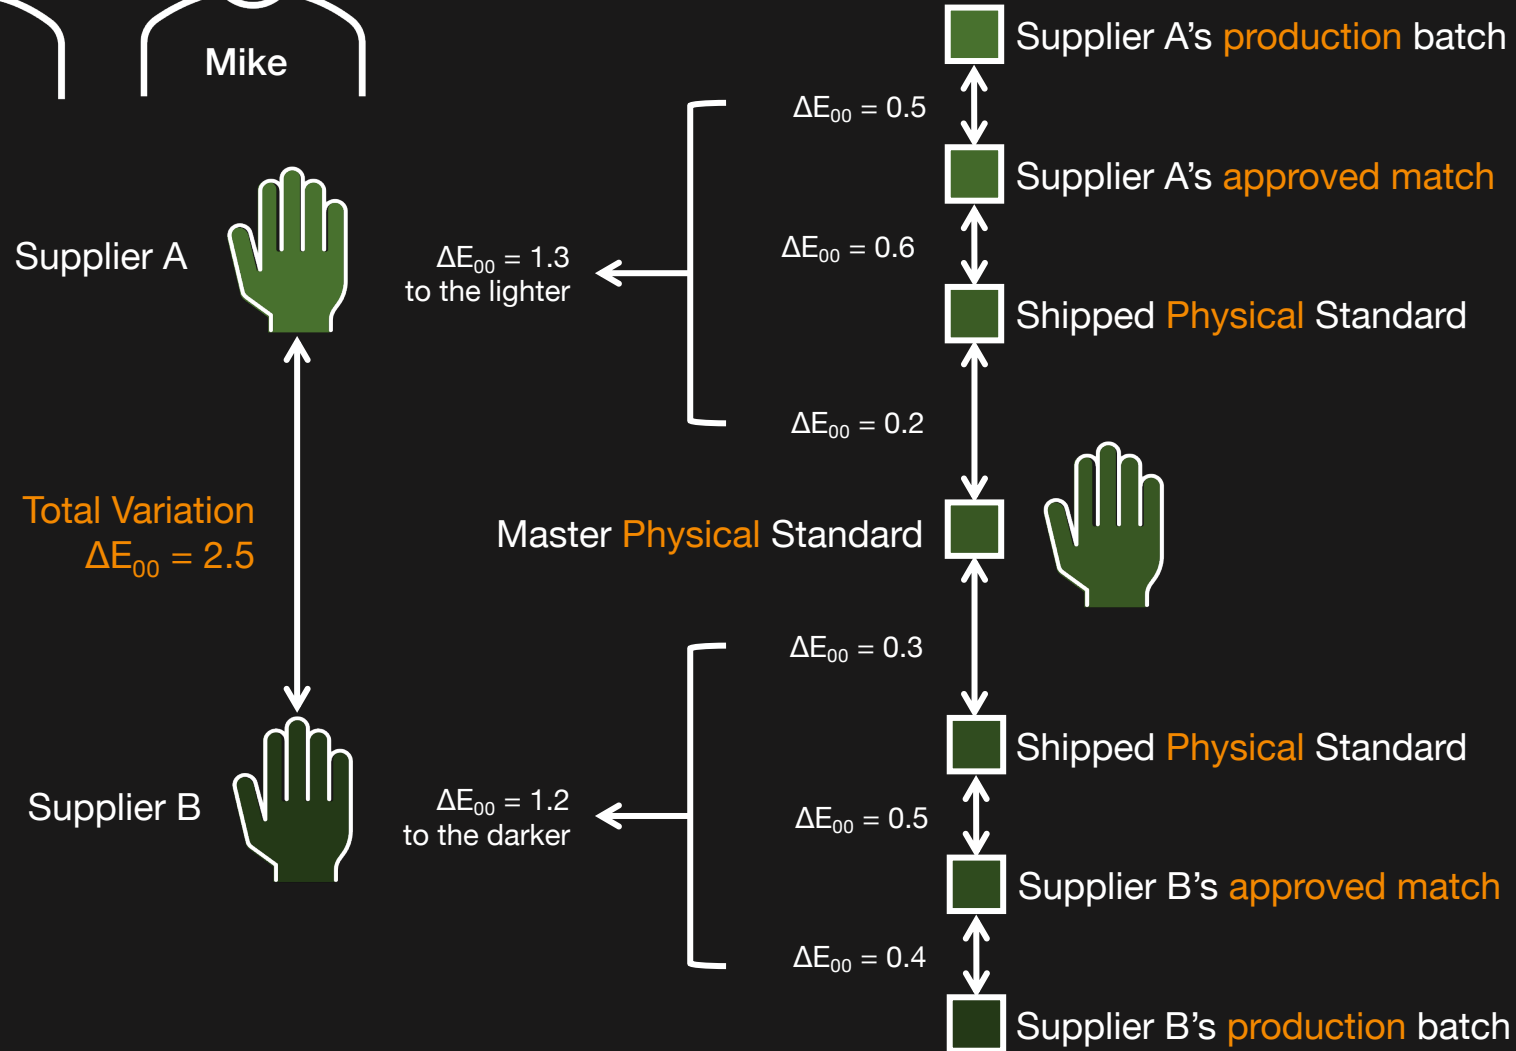 Mike
Supplier A's production batch
ΔE₀₀ = 0.5
Supplier A's approved match
Supplier A
ΔE₀₀ = 1.3
to the lighter
ΔE₀₀ = 0.6
Shipped Physical Standard
ΔE₀₀ = 0.2
Total Variation
ΔE₀₀ = 2.5
Master Physical Standard
ΔE₀₀ = 0.3
Shipped Physical Standard
Supplier B
ΔE₀₀ = 1.2
to the darker
ΔE₀₀ = 0.5
Supplier B's approved match
ΔE₀₀ = 0.4
Supplier B's production batch